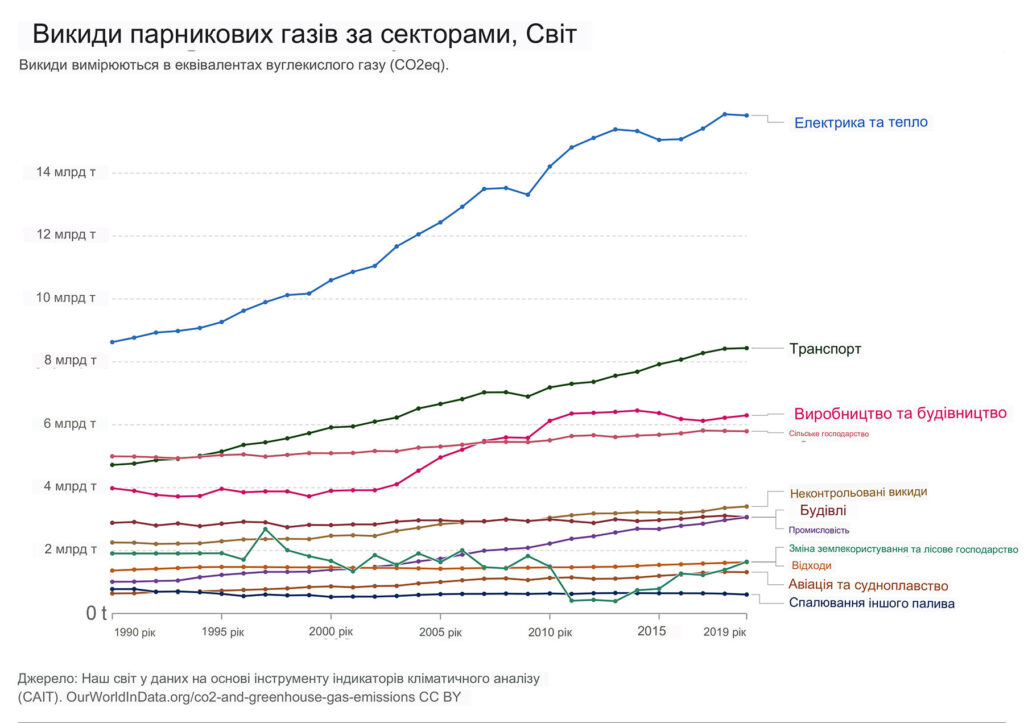 Викиди парникових газів за секторами, Світ
Викиди вимірюються в еквівалентах вуглекислого газу (CO2eq).
Електрика та тепло
14 млрд т
12 млрд т
10 млрд т
Транспорт
8 млрд т
Виробництво та будівництво
6 млрд т
Сільське господарство
4 млрд т
Неконтрольовані викиди
Будівлі
Промисловість
2 млрд т
Зміна землекористування та лісове господарство
Відходи
Авіація та судноплавство
Спалювання іншого палива
0 t
1990 рік
1995 рік
2000 рік
2005 рік
2010 рік
2015
2019 рік
Джерело: Наш світ у даних на основі інструменту індикаторів кліматичного аналізу
(CAIT). OurWorldInData.org/co2-and-greenhouse-gas-emissions CC BY